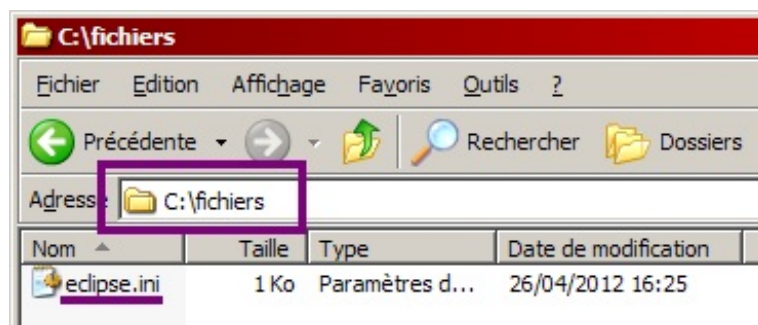 C:\fichiers
Fichier Edition Affichage Favoris Outils ?
Précédente Rechercher Dossiers
Adresse C:\fichiers
Nom Taille Type Date de modification
eclipse.ini 1 Ko Paramètres d... 26/04/2012 16:25